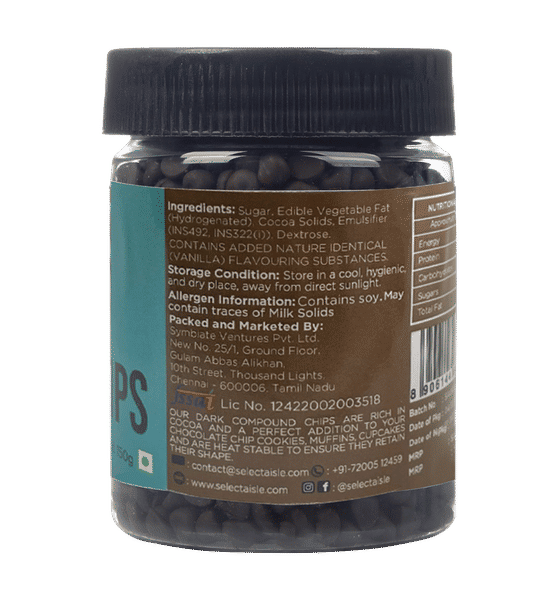 Ingredients: Sugar, Edible Vegetable Fat
(Hydrogenated), Cocoa Solids, Emulsifier
(INS492, INS322(i)), Dextrose.
CONTAINS ADDED NATURE IDENTICAL
(VANILLA) FLAVOURING SUBSTANCES.
Storage Condition: Store in a cool, hygienic,
and dry place, away from direct sunlight.
Allergen Information: Contains soy. May
contain traces of Milk Solids
Packed and Marketed By:
Symbiate Ventures Pvt. Ltd.
New No. 25/1, Ground Floor,
Gulam Abbas Alikhan,
10th Street, Thousand Lights,
Chennai, 600006, Tamil Nadu
fssai
Lic No. 12422002003518
OUR DARK COMPOUND CHIPS ARE RICH IN
COCOA AND A PERFECT ADDITION TO YOUR
CHOCOLATE CHIP COOKIES, MUFFINS, CUPCAKES
AND ARE HEAT STABLE TO ENSURE THEY RETAIN
THEIR SHAPE.
: contact@selectaisle.com : +91-72005 12459
: www.selectaisle.com : @selectaisle
IPS
150g
NUTRITIONA
Energy
Protein
Carbohydra
Sugars
Total Fat
Batch No
Date of Pkg
MRP
MRP